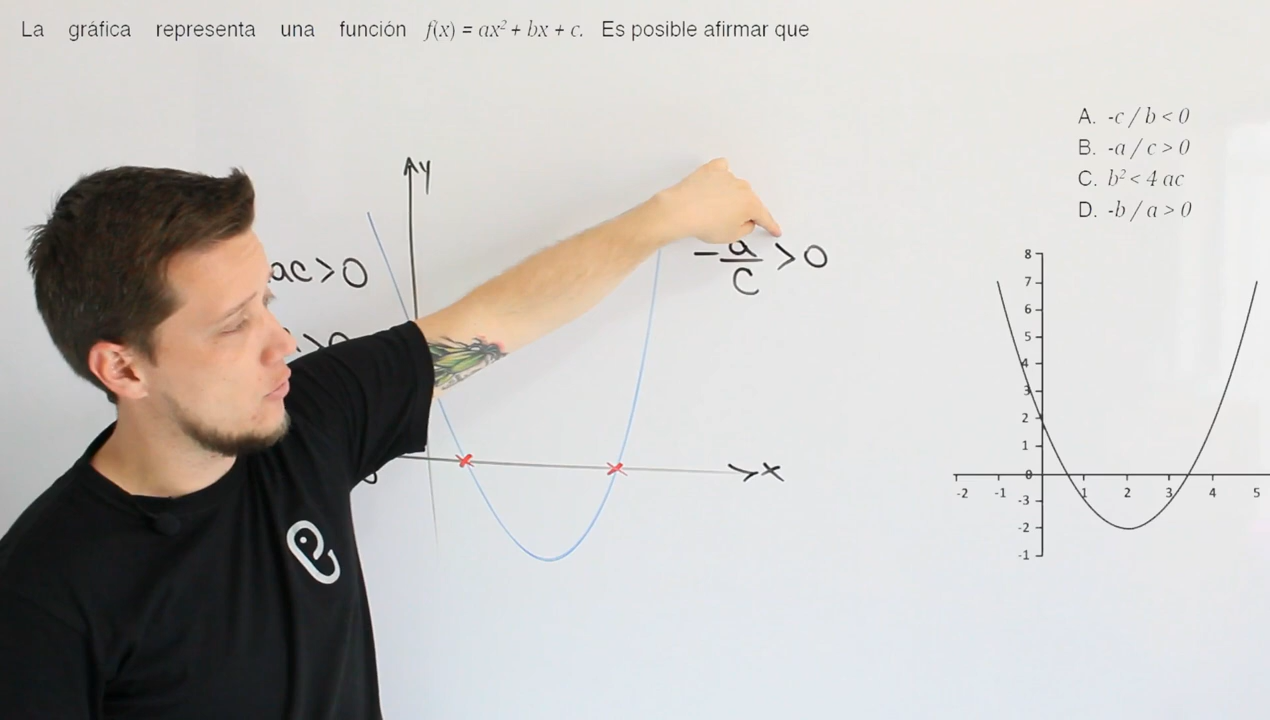 La gráfica representa una función f(x) = ax² + bx + c. Es posible afirmar que
A. -c / b < 0
B. -a / c > 0
C. b² < 4 ac
D. -b / a > 0
y
ac > 0
> 0
- a / c > 0
x
8
7
6
5
4
3
2
1
0
-3
-2
-1
-2 -1 1 2 3 4 5